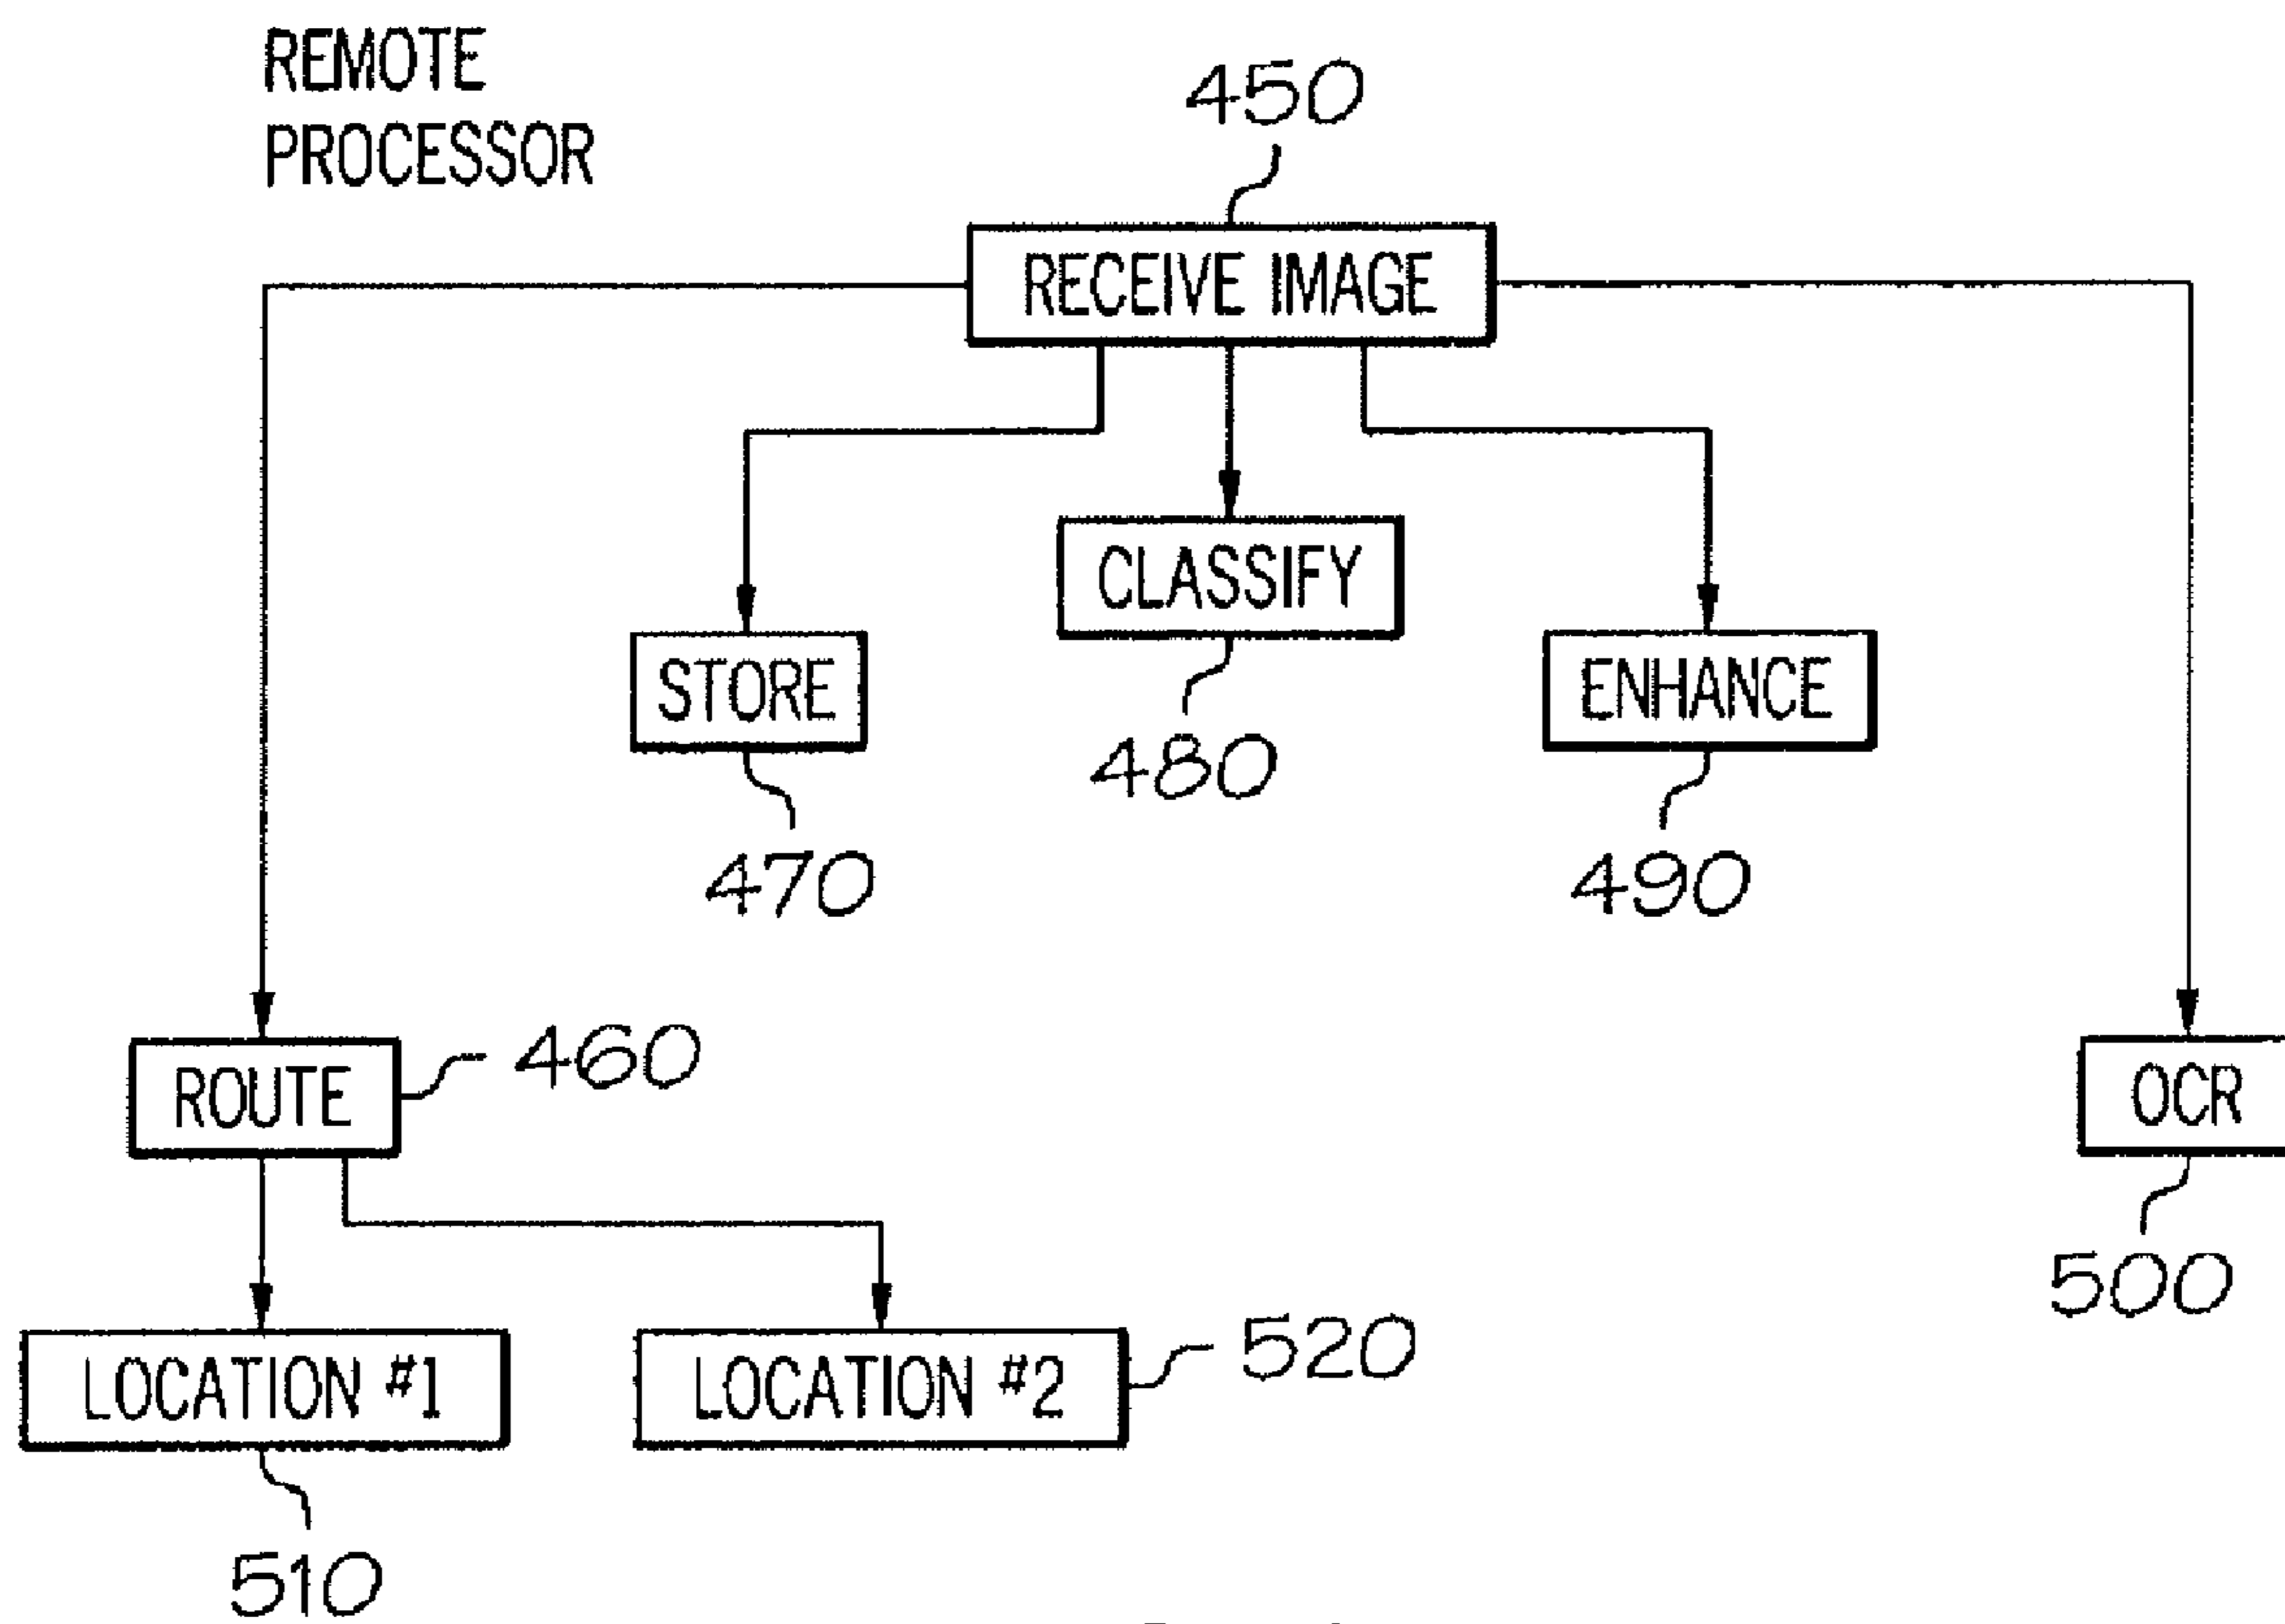 REMOTE
PROCESSOR
450
RECEIVE IMAGE
CLASSIFY
STORE
ENHANCE
480
470
490
ROUTE
460
OCR
500
LOCATION #1
LOCATION #2
520
510